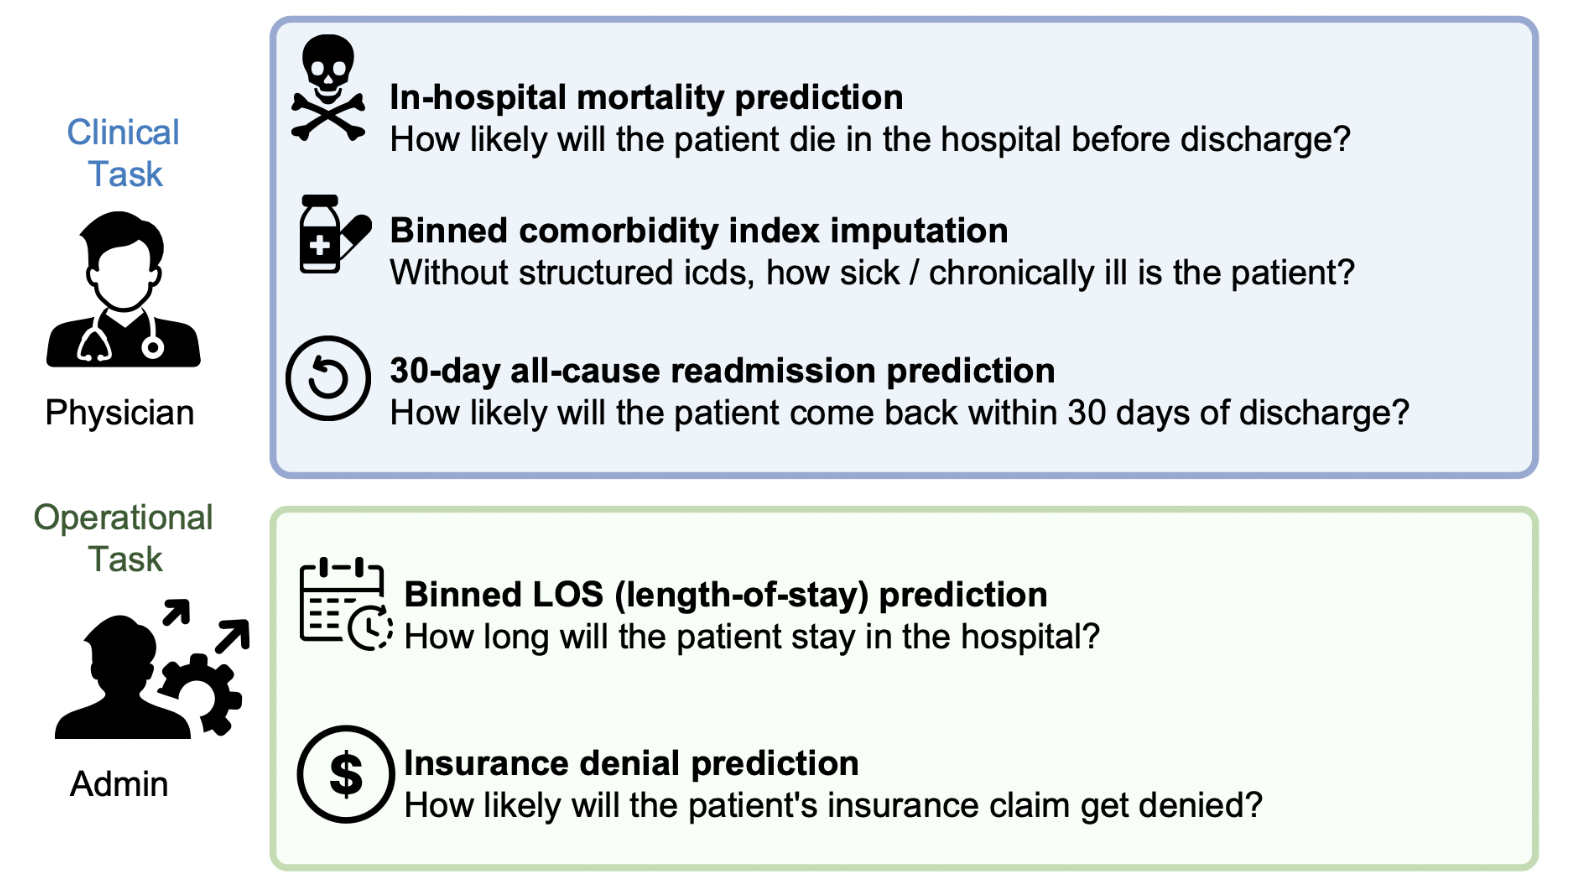 Clinical
Task
Physician
In-hospital mortality prediction
How likely will the patient die in the hospital before discharge?
Binned comorbidity index imputation
Without structured icds, how sick / chronically ill is the patient?
30-day all-cause readmission prediction
How likely will the patient come back within 30 days of discharge?
Operational
Task
Admin
Binned LOS (length-of-stay) prediction
How long will the patient stay in the hospital?
$
Insurance denial prediction
How likely will the patient's insurance claim get denied?